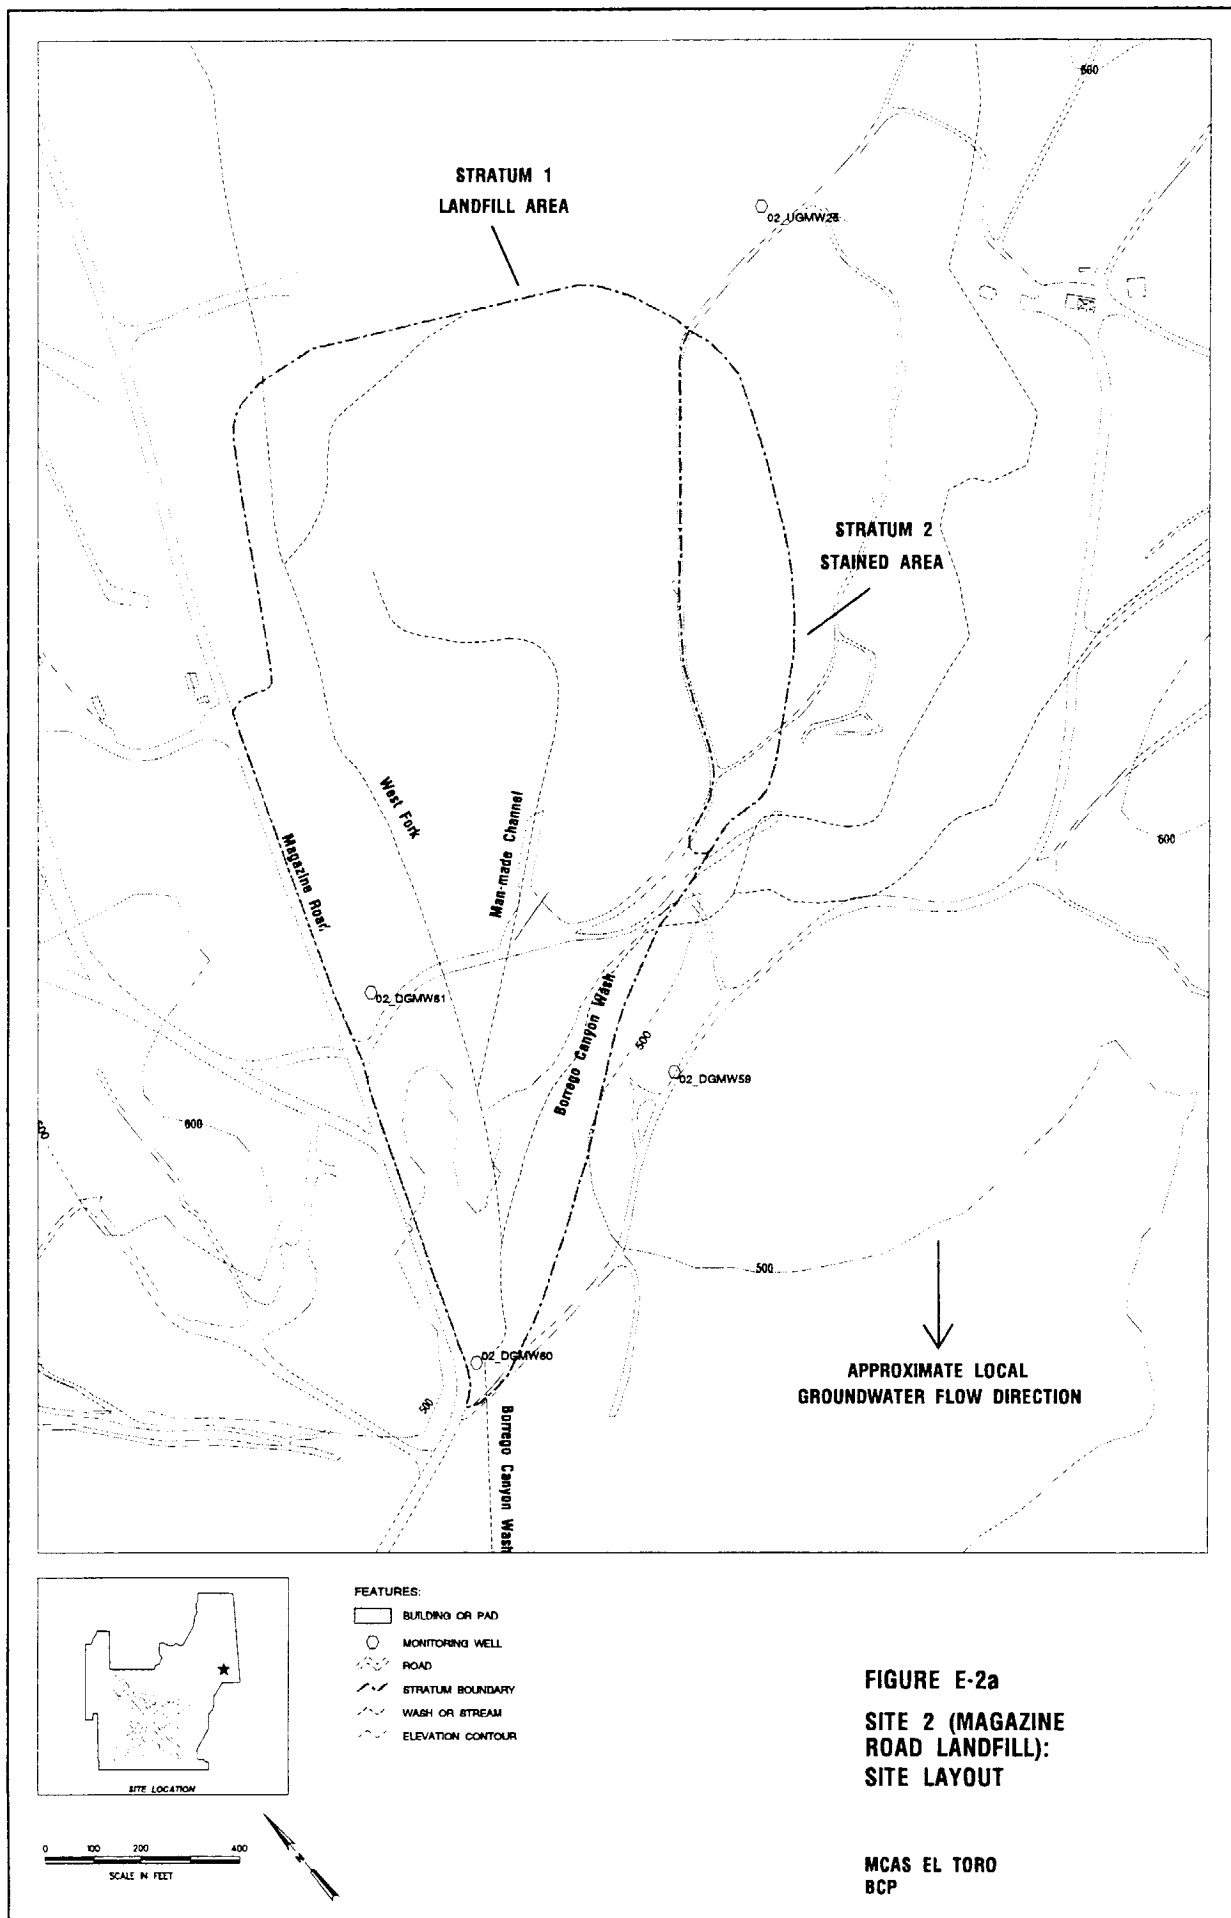 600
STRATUM 1
LANDFILL AREA
STRATUM 2
STAINED AREA
West Fork
Man-made Channel
Magazine Road
600
02_DGMW61
Borrego Canyon Wash
500
02_DGMW59
600
500
02_DGMW60
500
APPROXIMATE LOCAL
GROUNDWATER FLOW DIRECTION
Borrego Canyon Wash
SITE LOCATION
FEATURES:
BUILDING OR PAD
MONITORING WELL
ROAD
STRATUM BOUNDARY
WASH OR STREAM
ELEVATION CONTOUR
0 100 200 400
SCALE IN FEET
N
FIGURE E-2a
SITE 2 (MAGAZINE
ROAD LANDFILL):
SITE LAYOUT
MCAS EL TORO
BCP